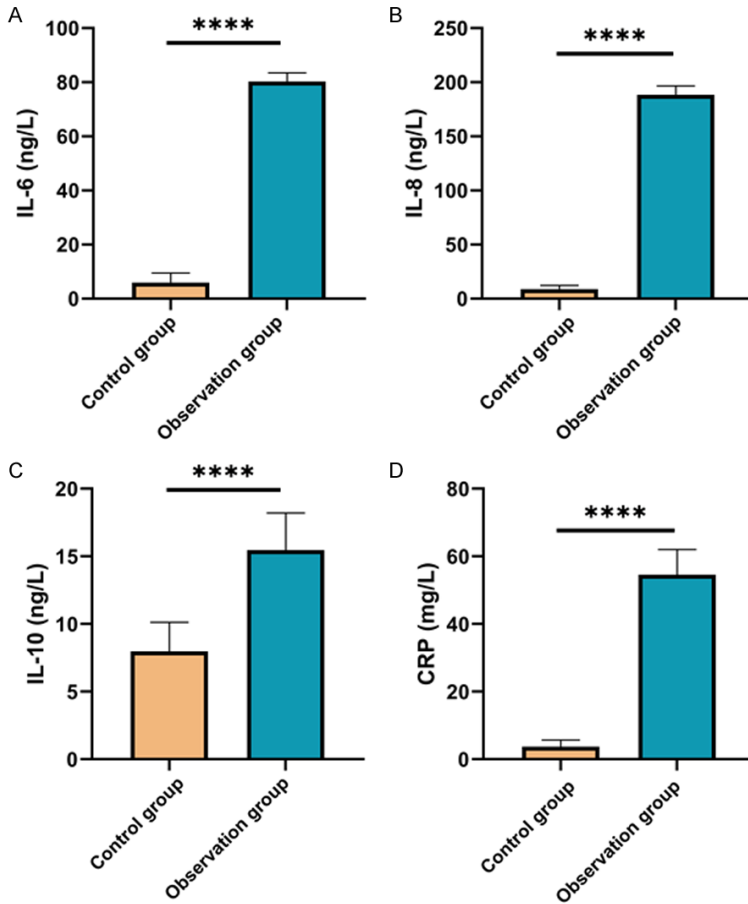 A
IL-6 (ng/L)
100
80
60
40
20
0
****
Control group
Observation group
B
IL-8 (ng/L)
250
200
150
100
50
0
****
Control group
Observation group
C
IL-10 (ng/L)
20
15
10
5
0
****
Control group
Observation group
D
CRP (mg/L)
80
60
40
20
0
****
Control group
Observation group